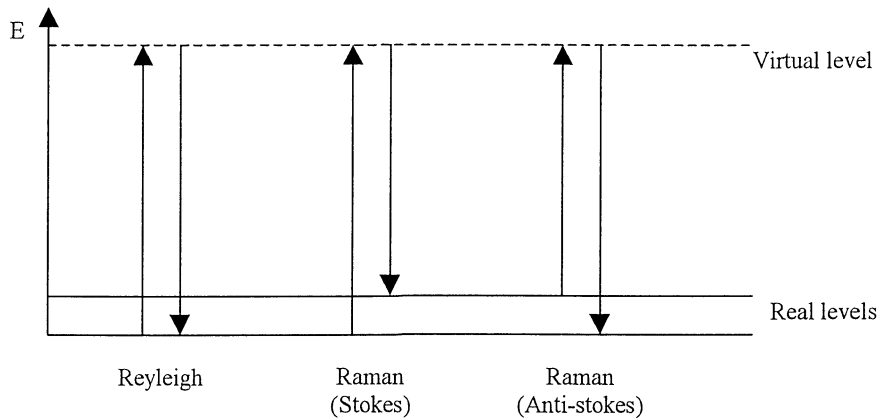 E
Virtual level
Real levels
Reyleigh
Raman
(Stokes)
Raman
(Anti-stokes)